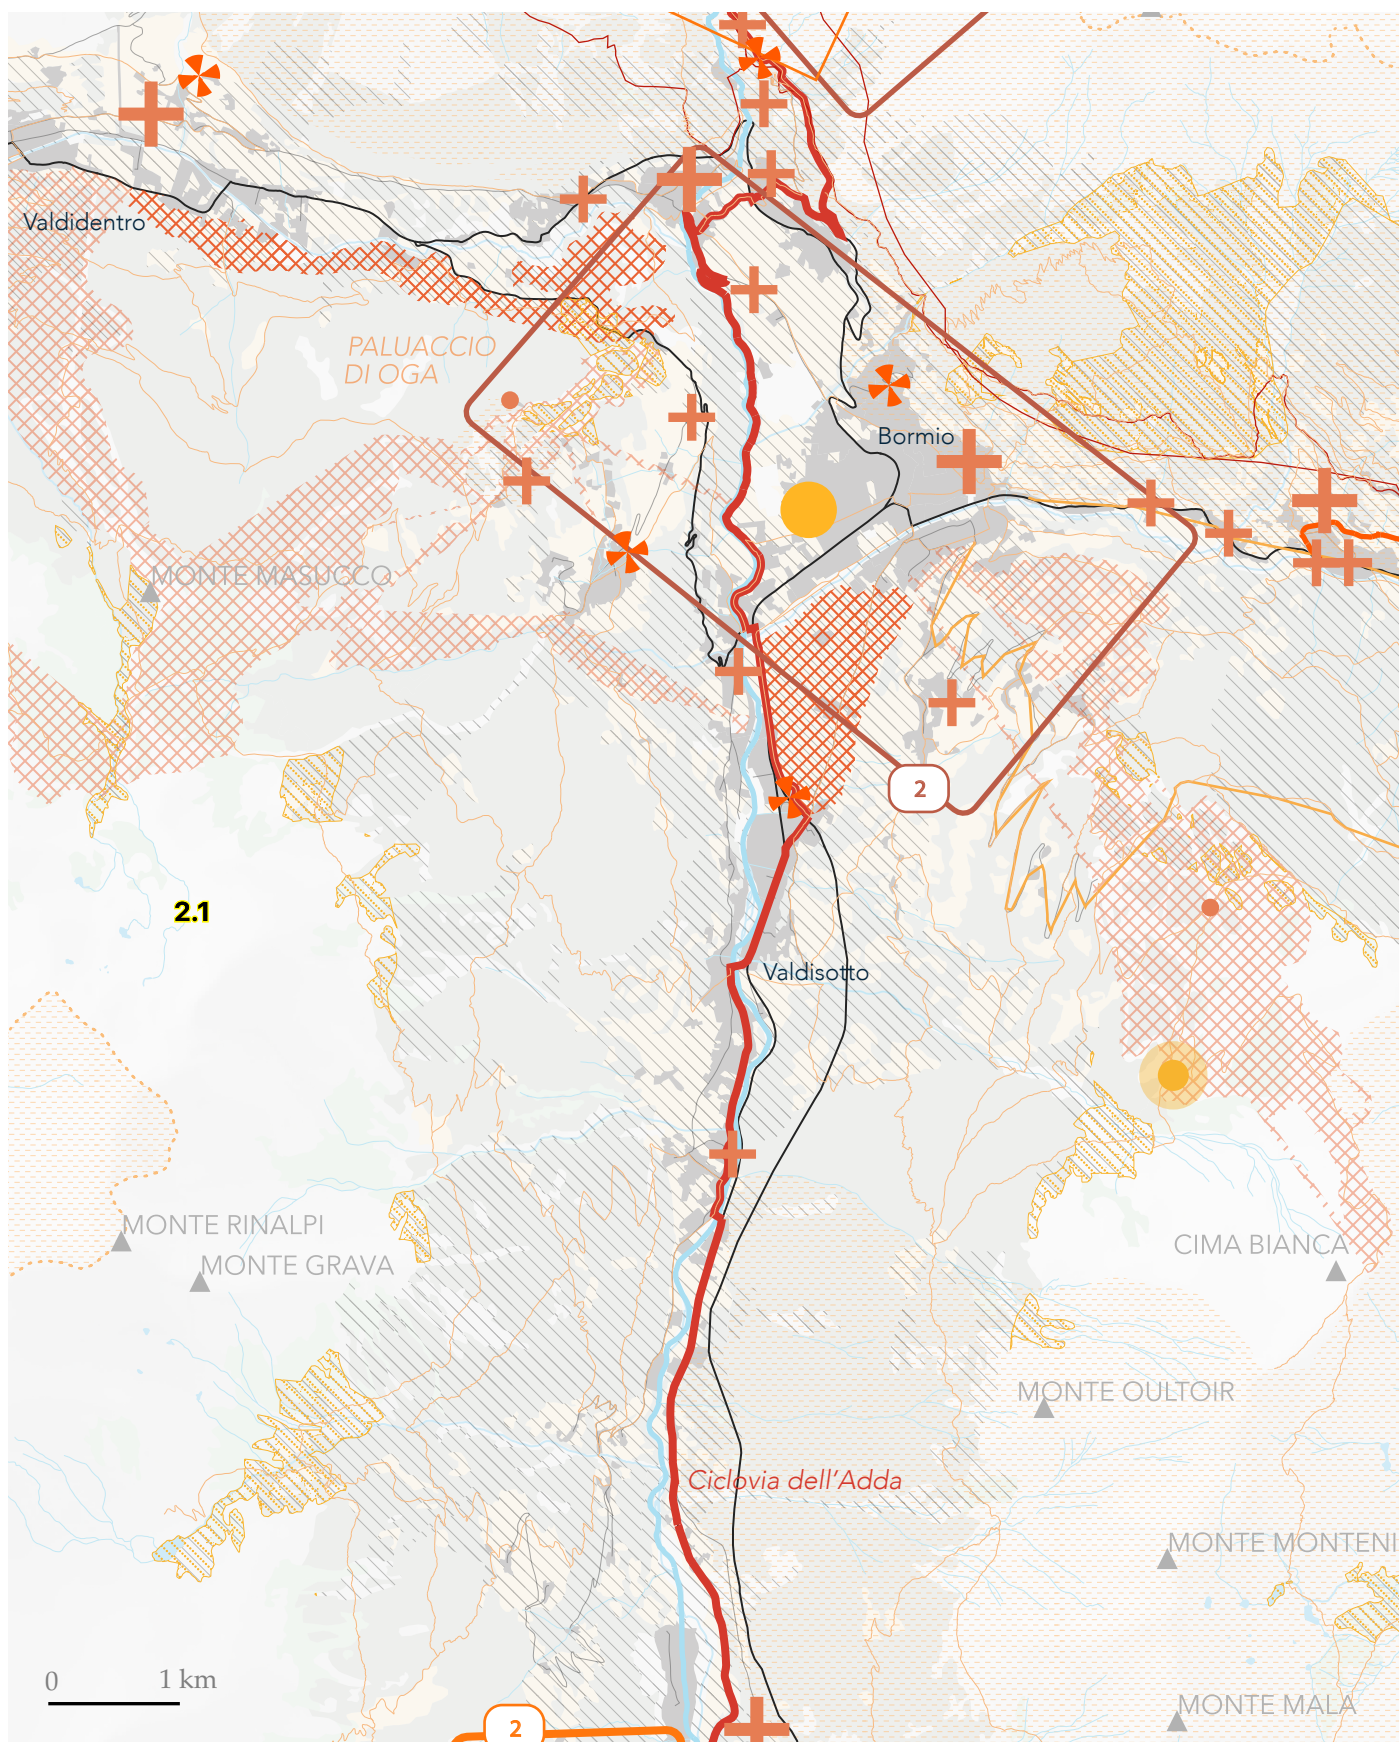 Valdidentro
PALUACCIO
DI OGA
Bormio
MONTE MASUCCO
2
2.1
Valdisotto
MONTE RINALPI
CIMA BIANCA
MONTE GRAVA
MONTE OULTOIR
Ciclovia dell'Adda
MONTE MONTENI
0 1 km
MONTE MALA
2